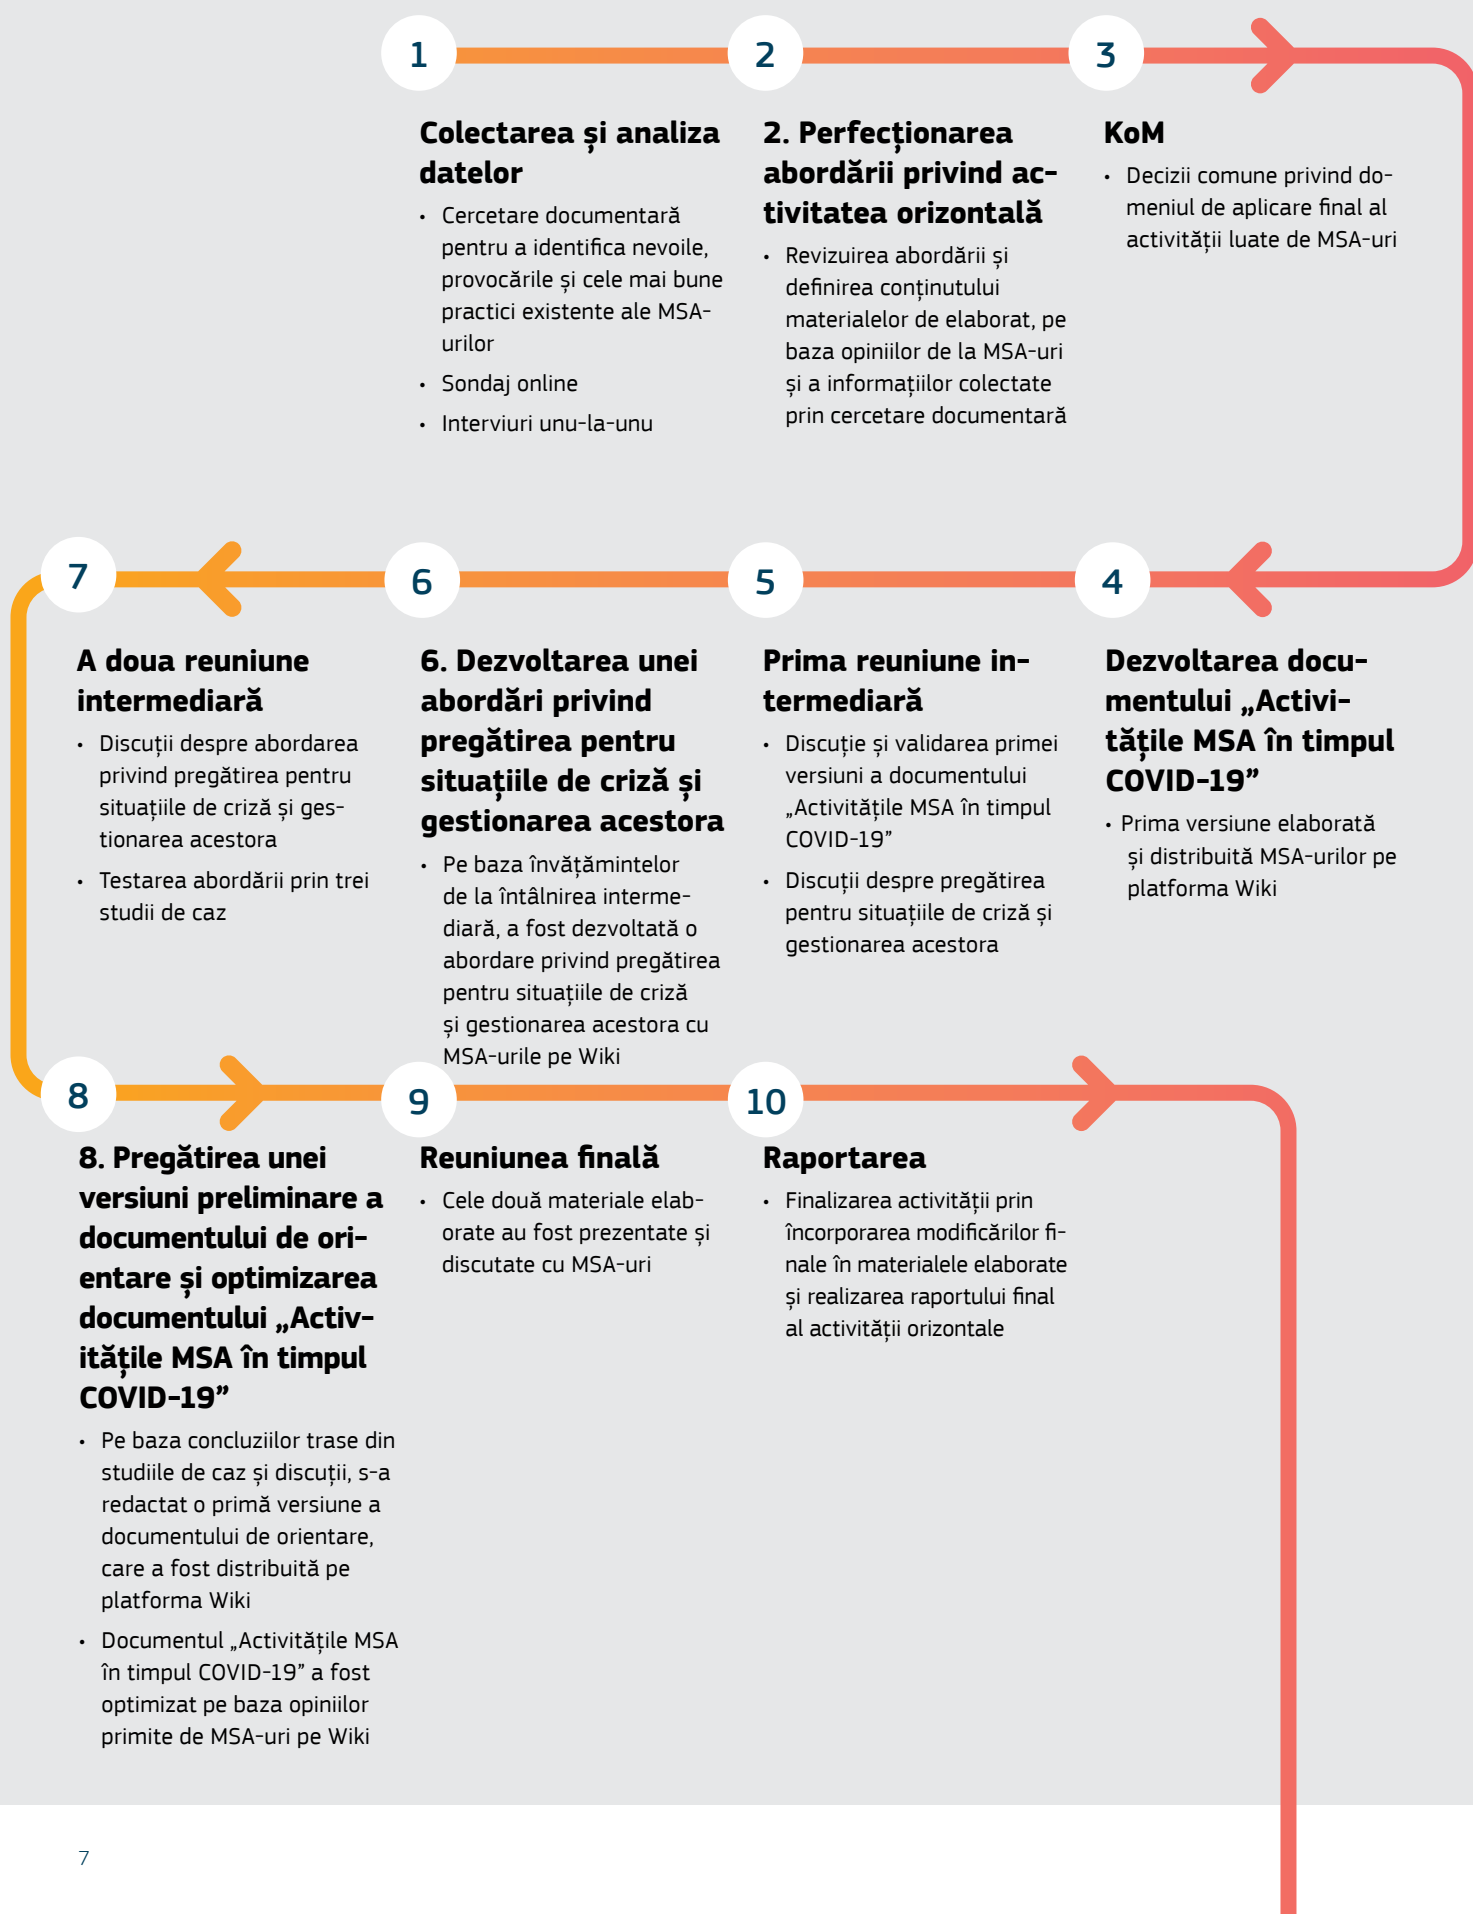 1
Colectarea și analiza
datelor
• Cercetare documentară
pentru a identifica nevoile,
provocările și cele mai bune
practici existente ale MSA-
urilor
• Sondaj online
• Interviuri unu-la-unu
2
2. Perfecționarea
abordării privind ac-
tivitatea orizontală
• Revizuirea abordării și
definirea conținutului
materialelor de elaborat, pe
baza opiniilor de la MSA-uri
și a informațiilor colectate
prin cercetare documentară
3
KoM
• Decizii comune privind do-
meniul de aplicare final al
activității luate de MSA-uri
4
Dezvoltarea docu-
mentului „Activi-
tățile MSA în timpul
COVID-19”
• Prima versiune elaborată
și distribuită MSA-urilor pe
platforma Wiki
5
Prima reuniune in-
termediară
• Discuție și validarea primei
versiuni a documentului
„Activitățile MSA în timpul
COVID-19”
• Discuții despre pregătirea
pentru situațiile de criză și
gestionarea acestora
6
6. Dezvoltarea unei
abordări privind
pregătirea pentru
situațiile de criză și
gestionarea acestora
• Pe baza învățămintelor
de la întâlnirea interme-
diară, a fost dezvoltată o
abordare privind pregătirea
pentru situațiile de criză
și gestionarea acestora cu
MSA-urile pe Wiki
7
A doua reuniune
intermediară
• Discuții despre abordarea
privind pregătirea pentru
situațiile de criză și ges-
tionarea acestora
• Testarea abordării prin trei
studii de caz
8
8. Pregătirea unei
versiuni preliminare a
documentului de ori-
entare și optimizarea
documentului „Activ-
itățile MSA în timpul
COVID-19”
• Pe baza concluziilor trase din
studiile de caz și discuții, s-a
redactat o primă versiune a
documentului de orientare,
care a fost distribuită pe
platforma Wiki
• Documentul „Activitățile MSA
în timpul COVID-19” a fost
optimizat pe baza opiniilor
primite de MSA-uri pe Wiki
9
Reuniunea finală
• Cele două materiale elab-
orate au fost prezentate și
discutate cu MSA-uri
10
Raportarea
• Finalizarea activității prin
încorporarea modificărilor fi-
nale în materialele elaborate
și realizarea raportului final
al activității orizontale
7